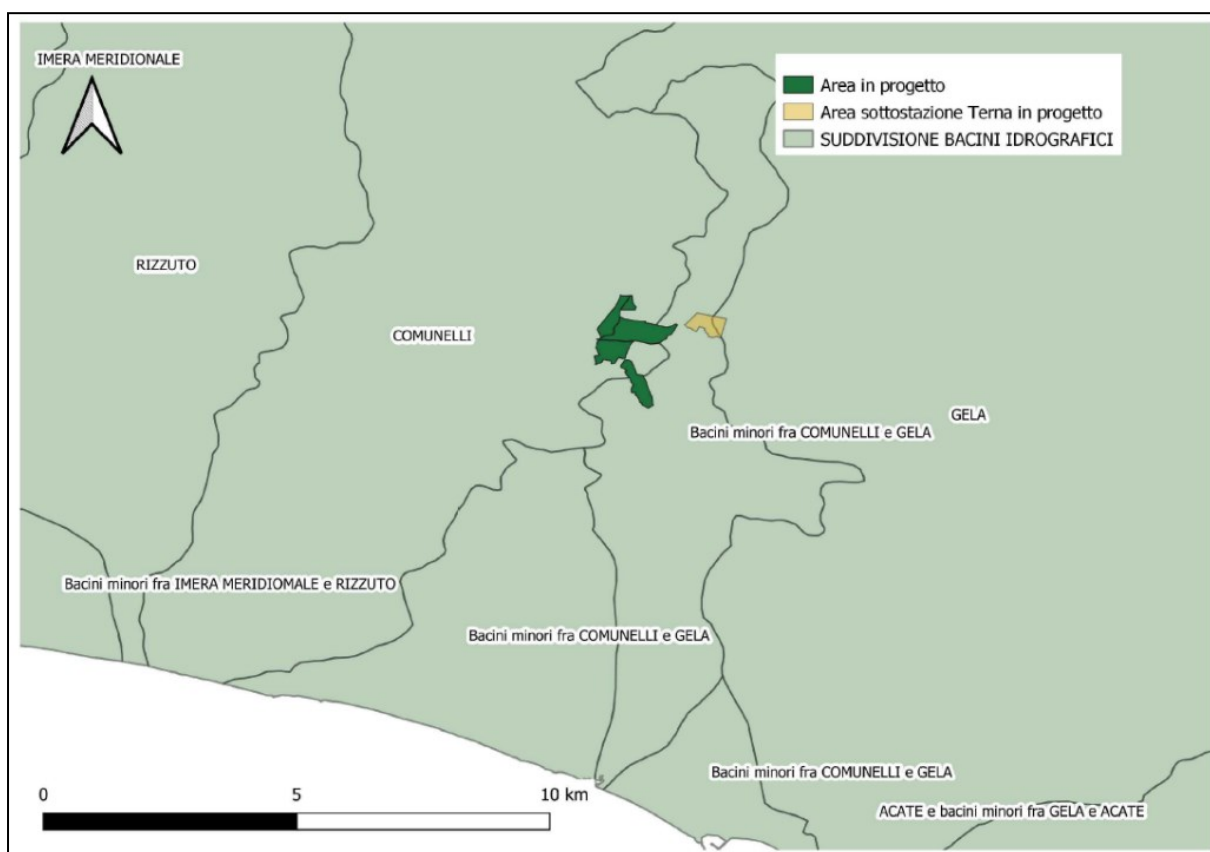 IMERA MERIDIONALE
Area in progetto
Area sottostazione Terna in progetto
SUDDIVISIONE BACINI IDROGRAFICI
RIZZUTO
COMUNELLI
GELA
Bacini minori fra COMUNELLI e GELA
Bacini minori fra IMERA MERIDIOMALE e RIZZUTO
Bacini minori fra COMUNELLI e GELA
Bacini minori fra COMUNELLI e GELA
ACATE e bacini minori fra GELA e ACATE
0 5 10 km